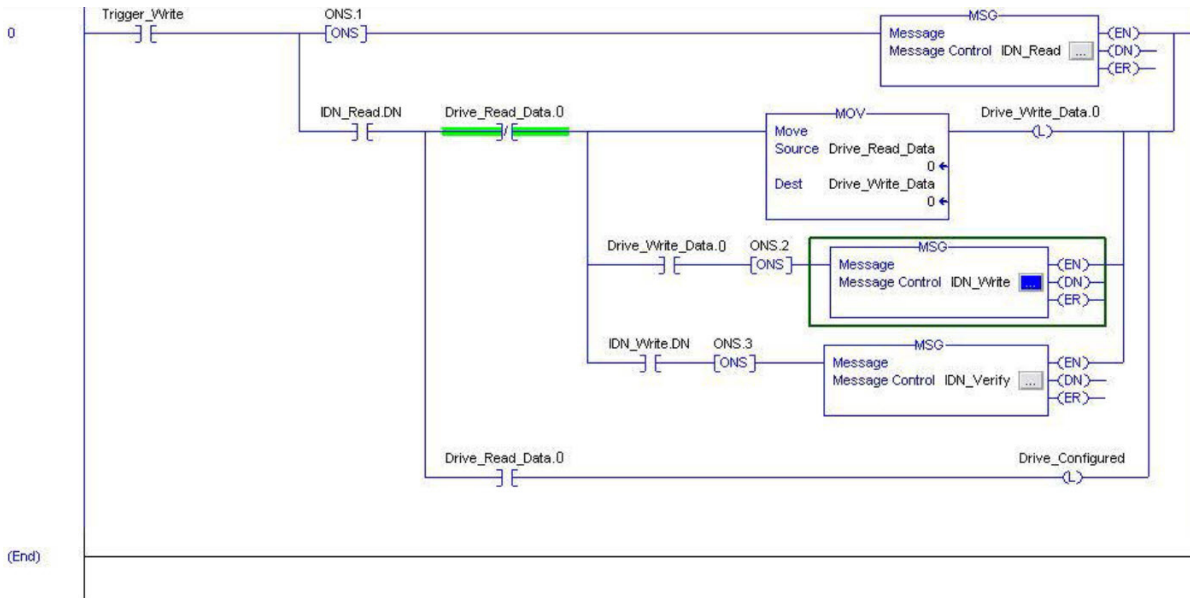 Trigger_Write
ONS.1
MSG
0
ONS
Message
EN
Message Control IDN_Read ...
DN
ER
IDN_Read.DN
Drive_Read_Data.0
MOV
Drive_Write_Data.0
/
Move
L
Source Drive_Read_Data
0
Dest Drive_Write_Data
0
Drive_Write_Data.0
ONS.2
MSG
ONS
Message
EN
Message Control IDN_Write ...
DN
ER
IDN_Write.DN
ONS.3
MSG
ONS
Message
EN
Message Control IDN_Verify ...
DN
ER
Drive_Read_Data.0
Drive_Configured
L
(End)